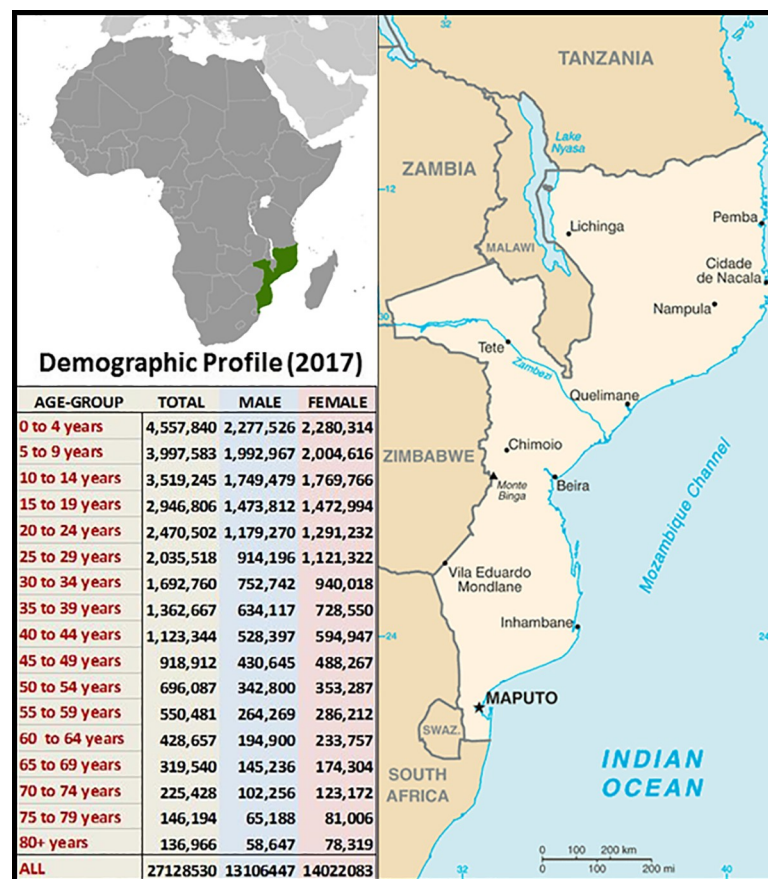 Demographic Profile (2017)
AGE-GROUP TOTAL MALE FEMALE
0 to 4 years 4,557,840 2,277,526 2,280,314
5 to 9 years 3,997,583 1,992,967 2,004,616
10 to 14 years 3,519,245 1,749,479 1,769,766
15 to 19 years 2,946,806 1,473,812 1,472,994
20 to 24 years 2,470,502 1,179,270 1,291,232
25 to 29 years 2,035,518 914,196 1,121,322
30 to 34 years 1,692,760 752,742 940,018
35 to 39 years 1,362,667 634,117 728,550
40 to 44 years 1,123,344 528,397 594,947
45 to 49 years 918,912 430,645 488,267
50 to 54 years 696,087 342,800 353,287
55 to 59 years 550,481 264,269 286,212
60 to 64 years 428,657 194,900 233,757
65 to 69 years 319,540 145,236 174,304
70 to 74 years 225,428 102,256 123,172
75 to 79 years 146,194 65,188 81,006
80+ years 136,966 58,647 78,319
ALL 27128530 13106447 14022083
32
40
TANZANIA
Lake
Nyasa
ZAMBIA
12
Lichinga
Pemba
MALAWI
Cidade
de Nacala
Nampula
30
Tete
Zambezi
Quelimane
Chimoio
ZIMBABWE
Monte
Binga
Beira
Mozambique Channel
Vila Eduardo
Mondlane
Inhambane
24
24
MAPUTO
SWAZ.
SOUTH
AFRICA
INDIAN
OCEAN
0 100 200 km
0 100 200 mi
32
40